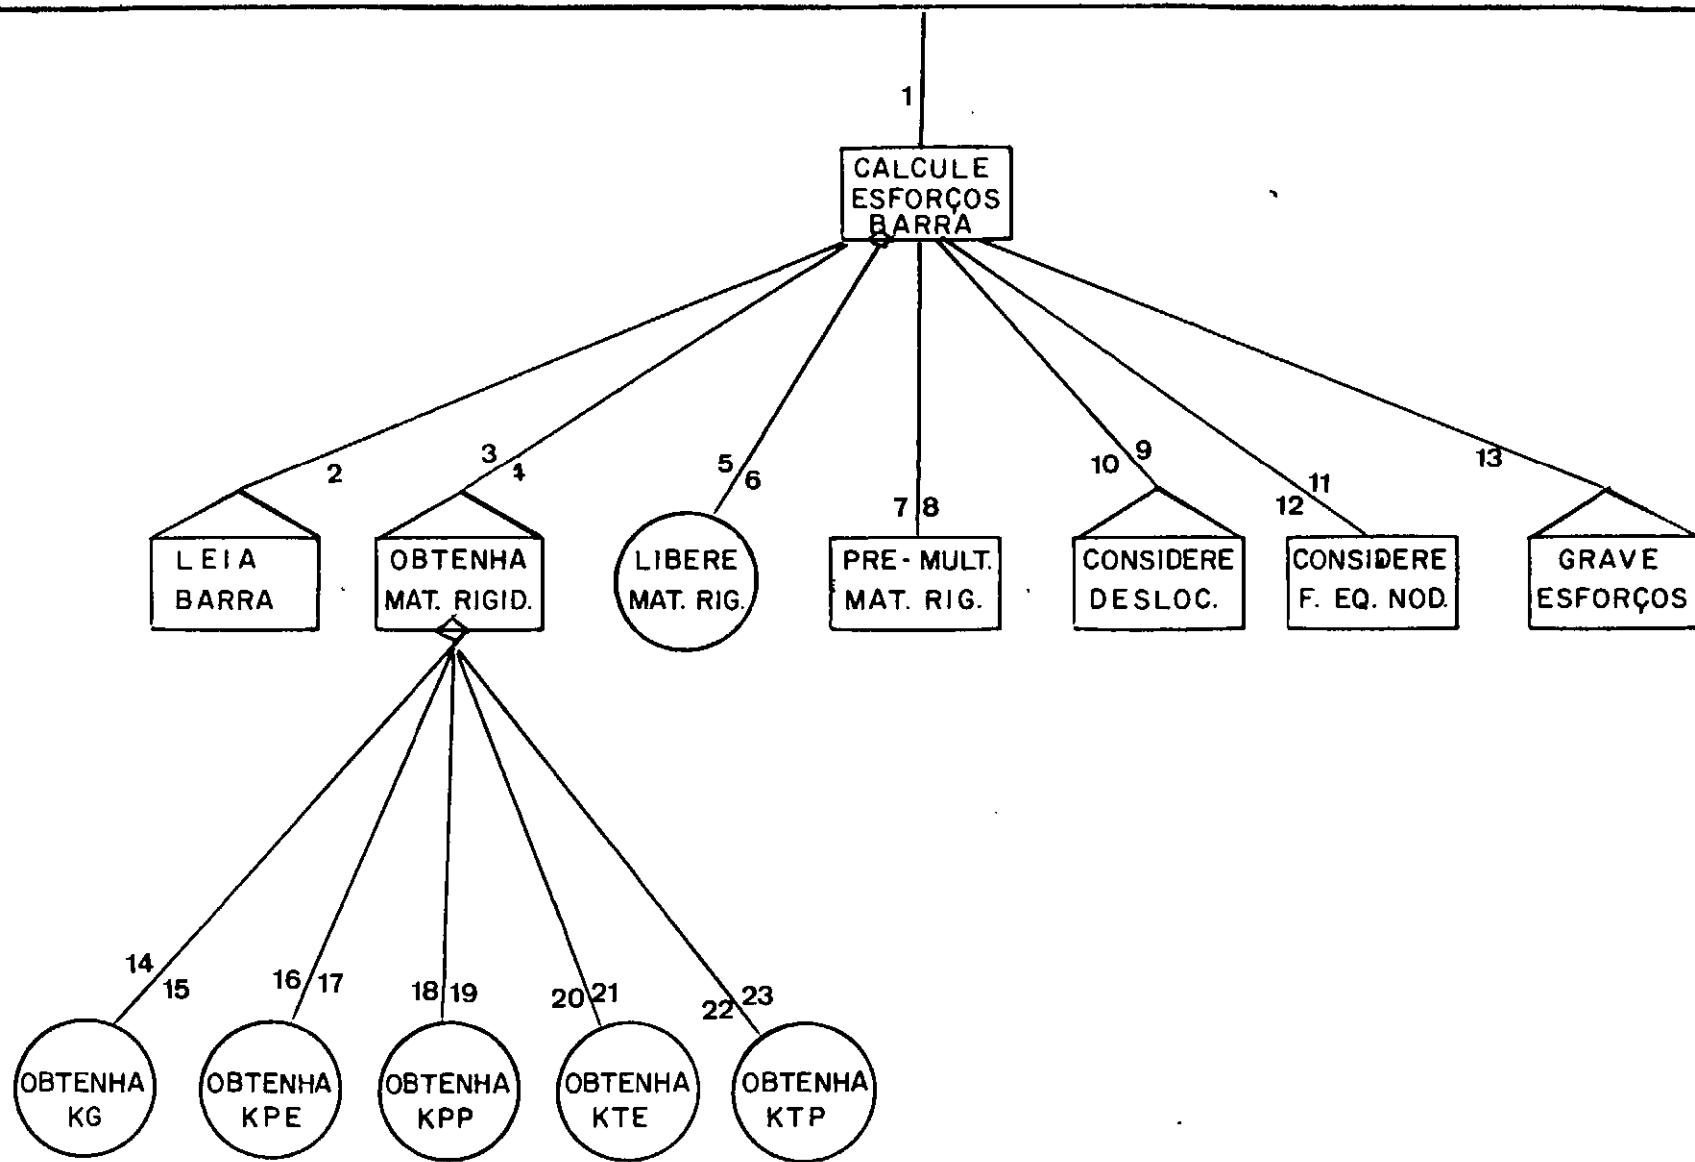 1
CALCULE
ESFORÇOS
BARRA
2
3
4
5
6
7
8
10
9
12
11
13
LEIA
BARRA
OBTENHA
MAT. RIGID.
LIBERE
MAT. RIG.
PRE-MULT.
MAT. RIG.
CONSIDERE
DESLOC.
CONSIDERE
F. EQ. NOD.
GRAVE
ESFORÇOS
14
15
16
17
18
19
20
21
22
23
OBTENHA
KG
OBTENHA
KPE
OBTENHA
KPP
OBTENHA
KTE
OBTENHA
KTP